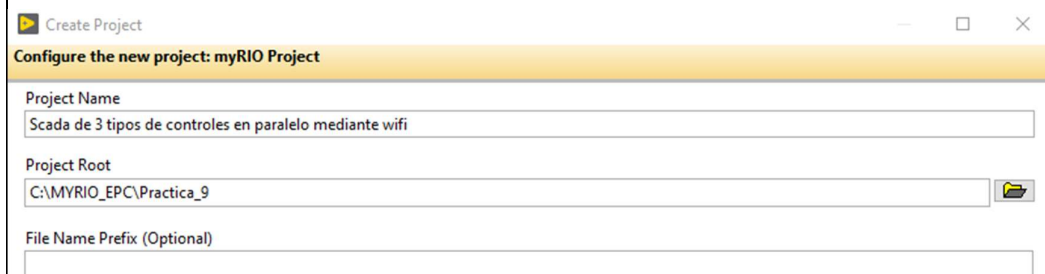 Create Project
Configure the new project: myRIO Project
Project Name
Scada de 3 tipos de controles en paralelo mediante wifi
Project Root
C:\MYRIO_EPC\Practica_9
File Name Prefix (Optional)